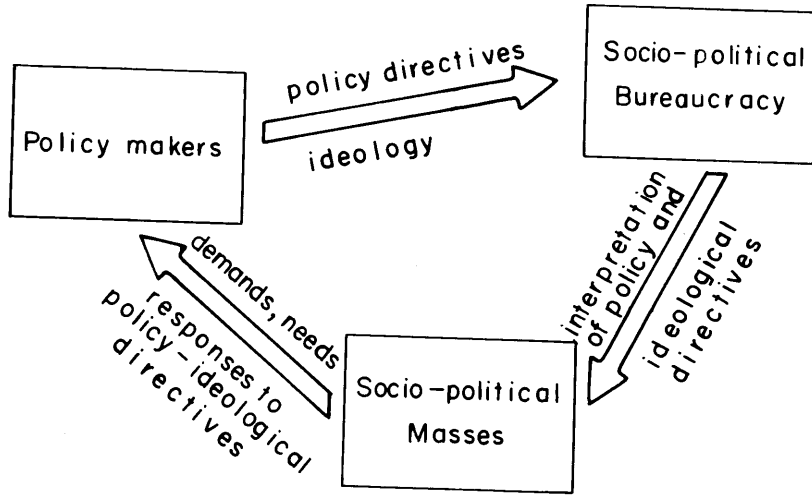 Policy makers
policy directives
ideology
Socio-political
Bureaucracy
interpretation
of policy and
ideological
directives
Socio-political
Masses
demands, needs
responses to
policy-ideological
directives